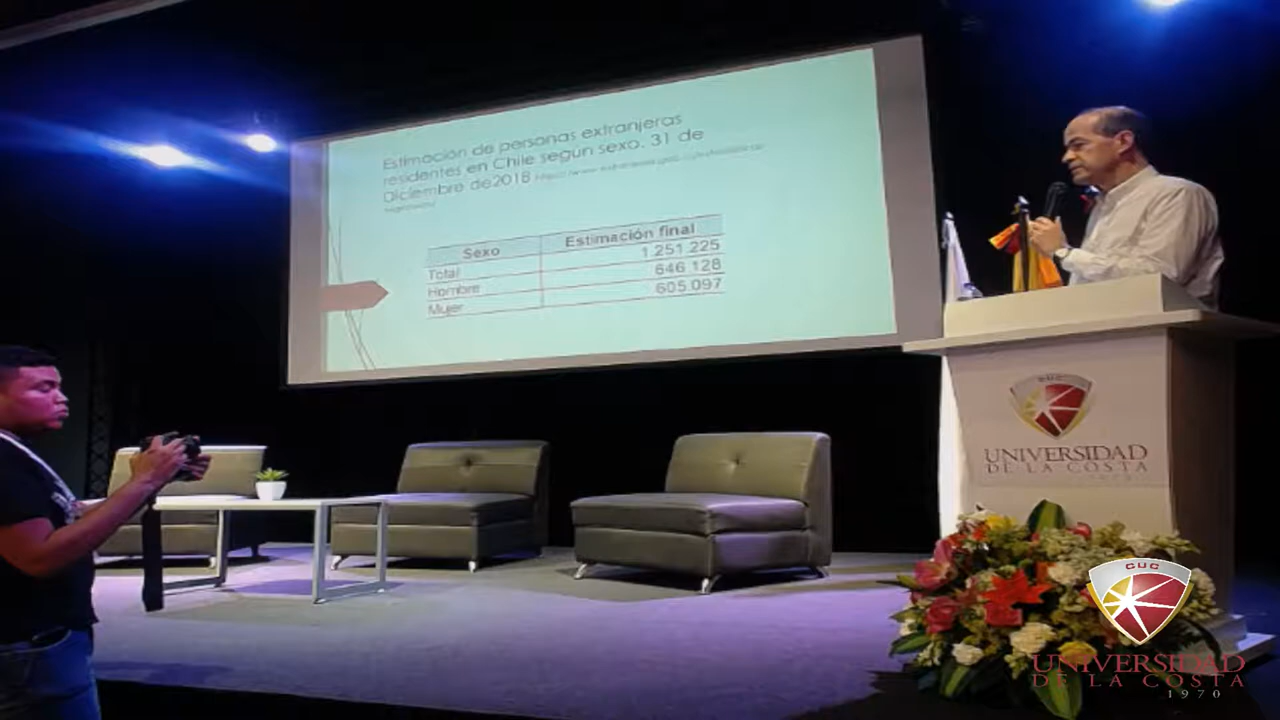 Estimación de personas extranjeras
residentes en Chile según sexo. 31 de
Diciembre de2018
Sexo Estimación final
Total 1.251.225
Hombre 646.128
Mujer 605.097
CUC
UNIVERSIDAD
DE LA COSTA
1970
CUC
UNIVERSIDAD
DE LA COSTA
1970